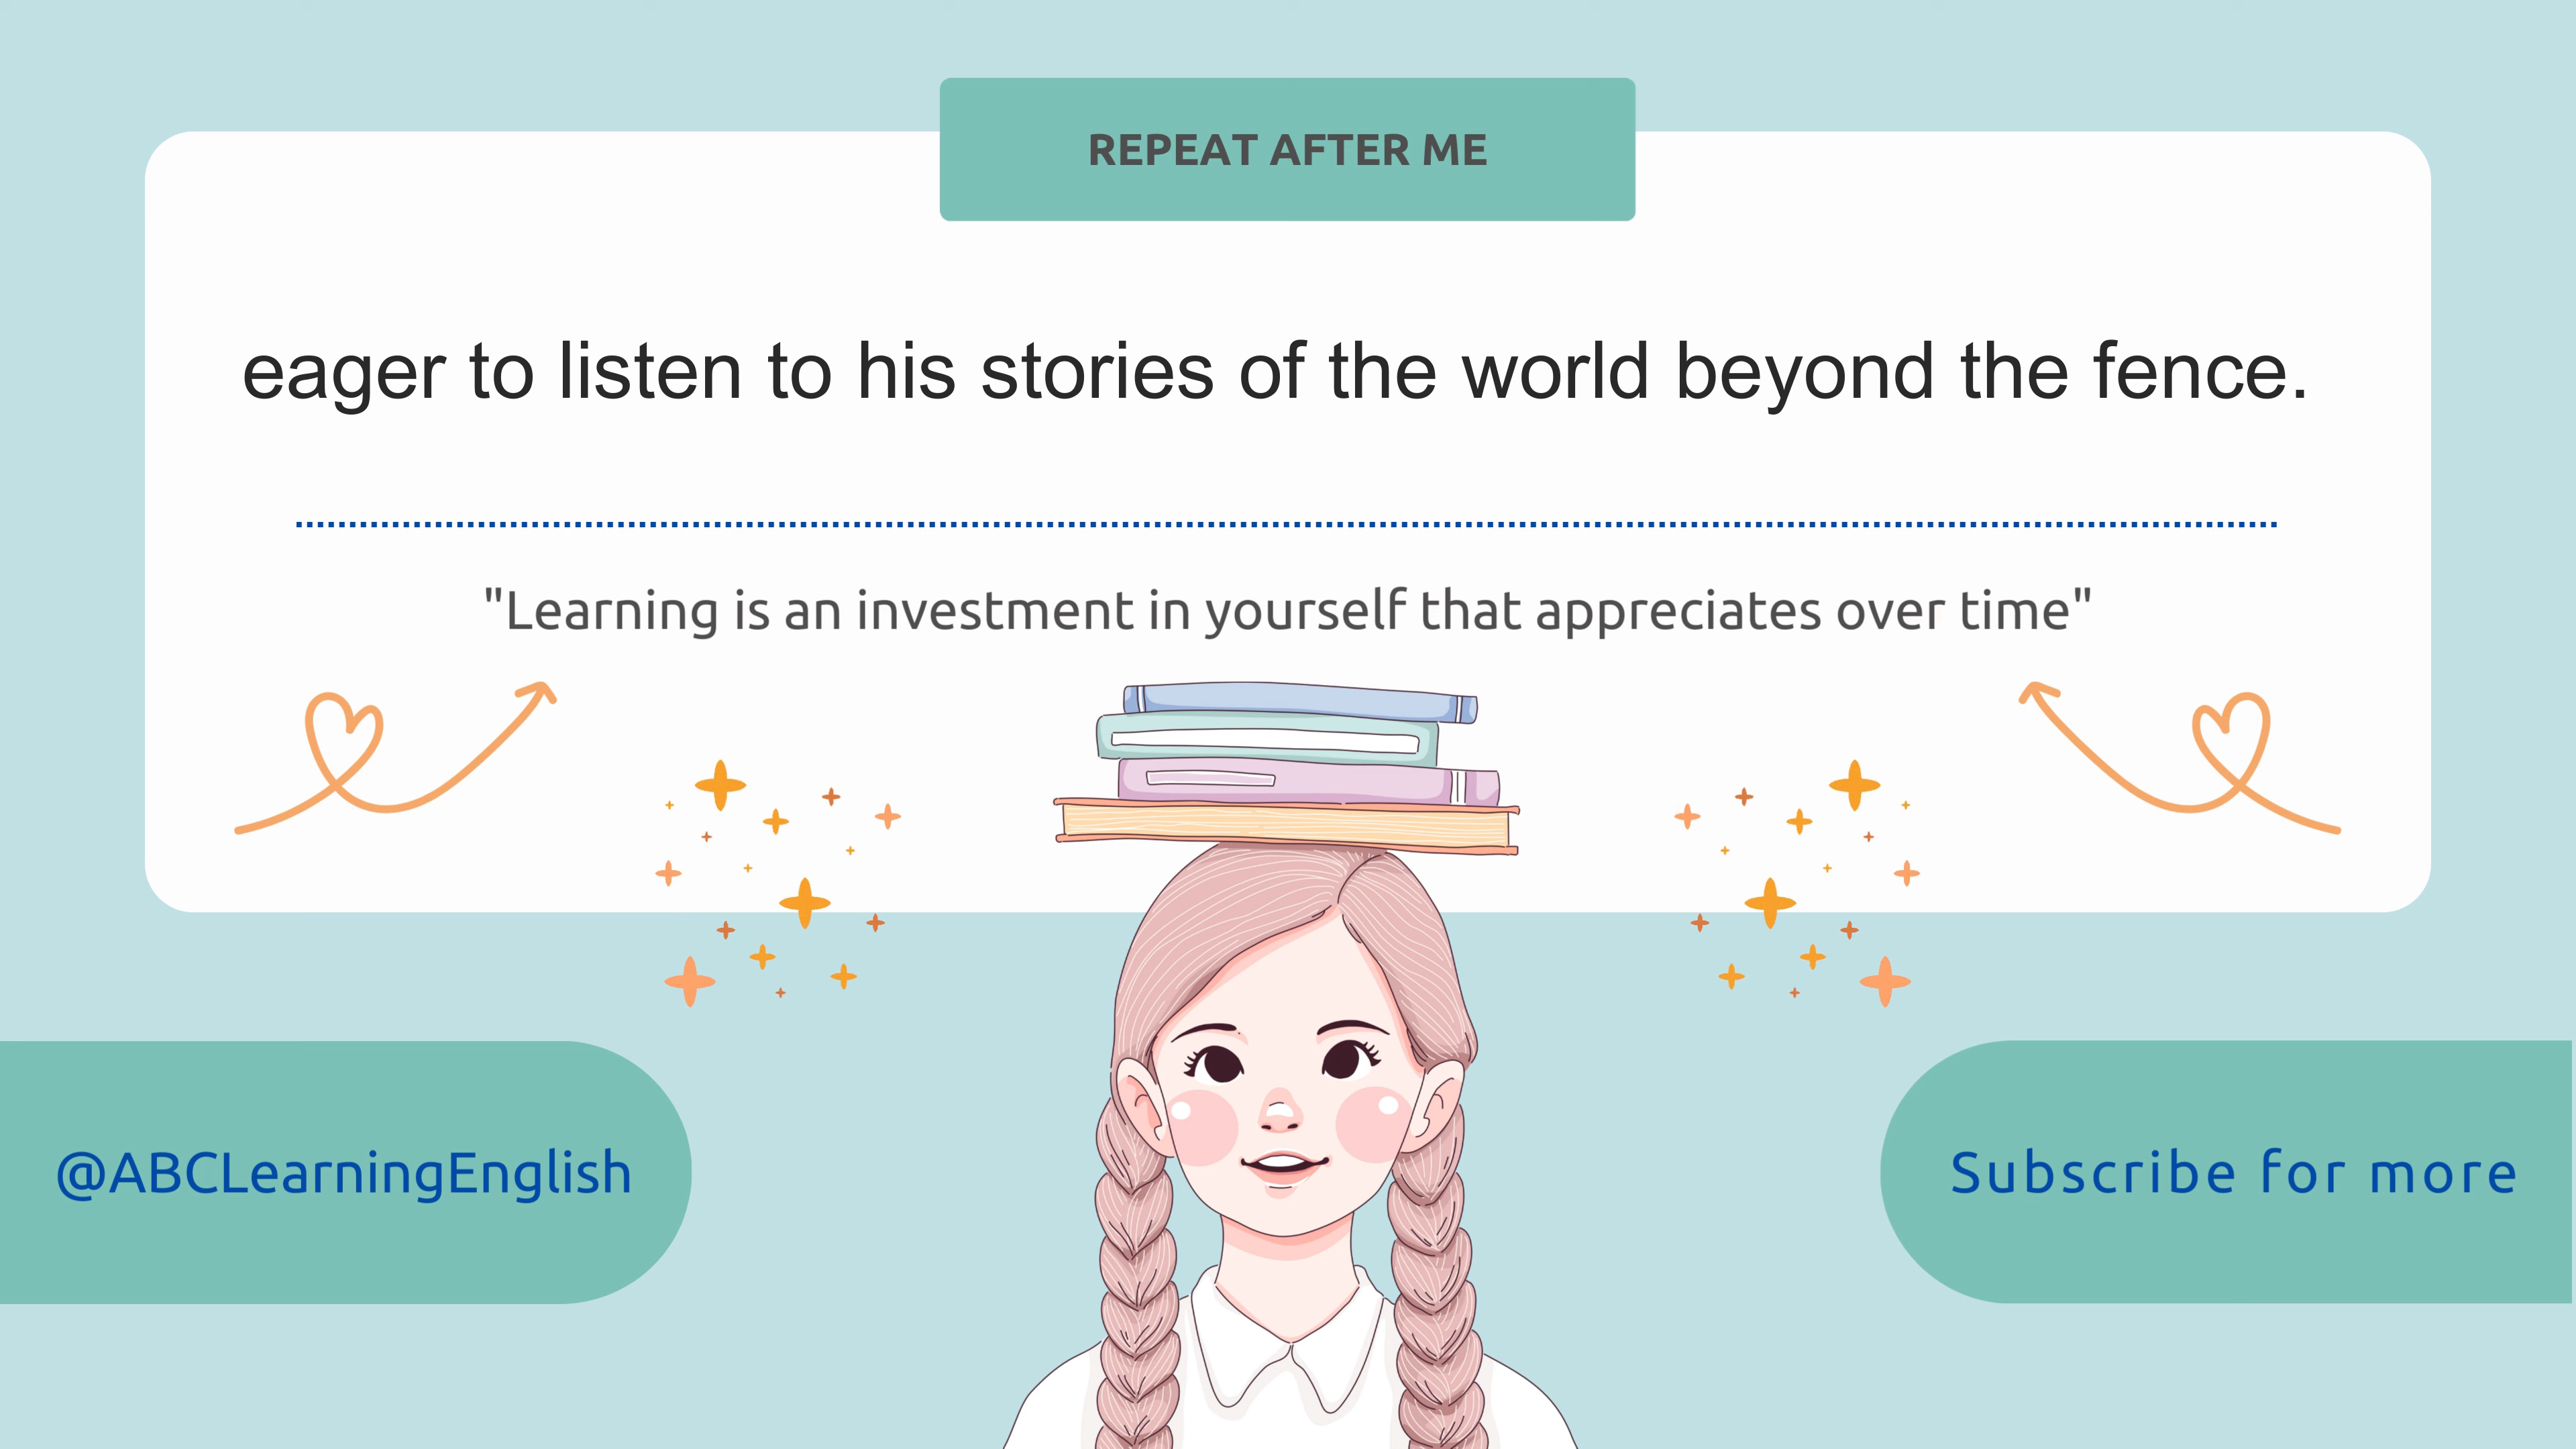 REPEAT AFTER ME
eager to listen to his stories of the world beyond the fence.
"Learning is an investment in yourself that appreciates over time"
@ABCLearningEnglish
Subscribe for more